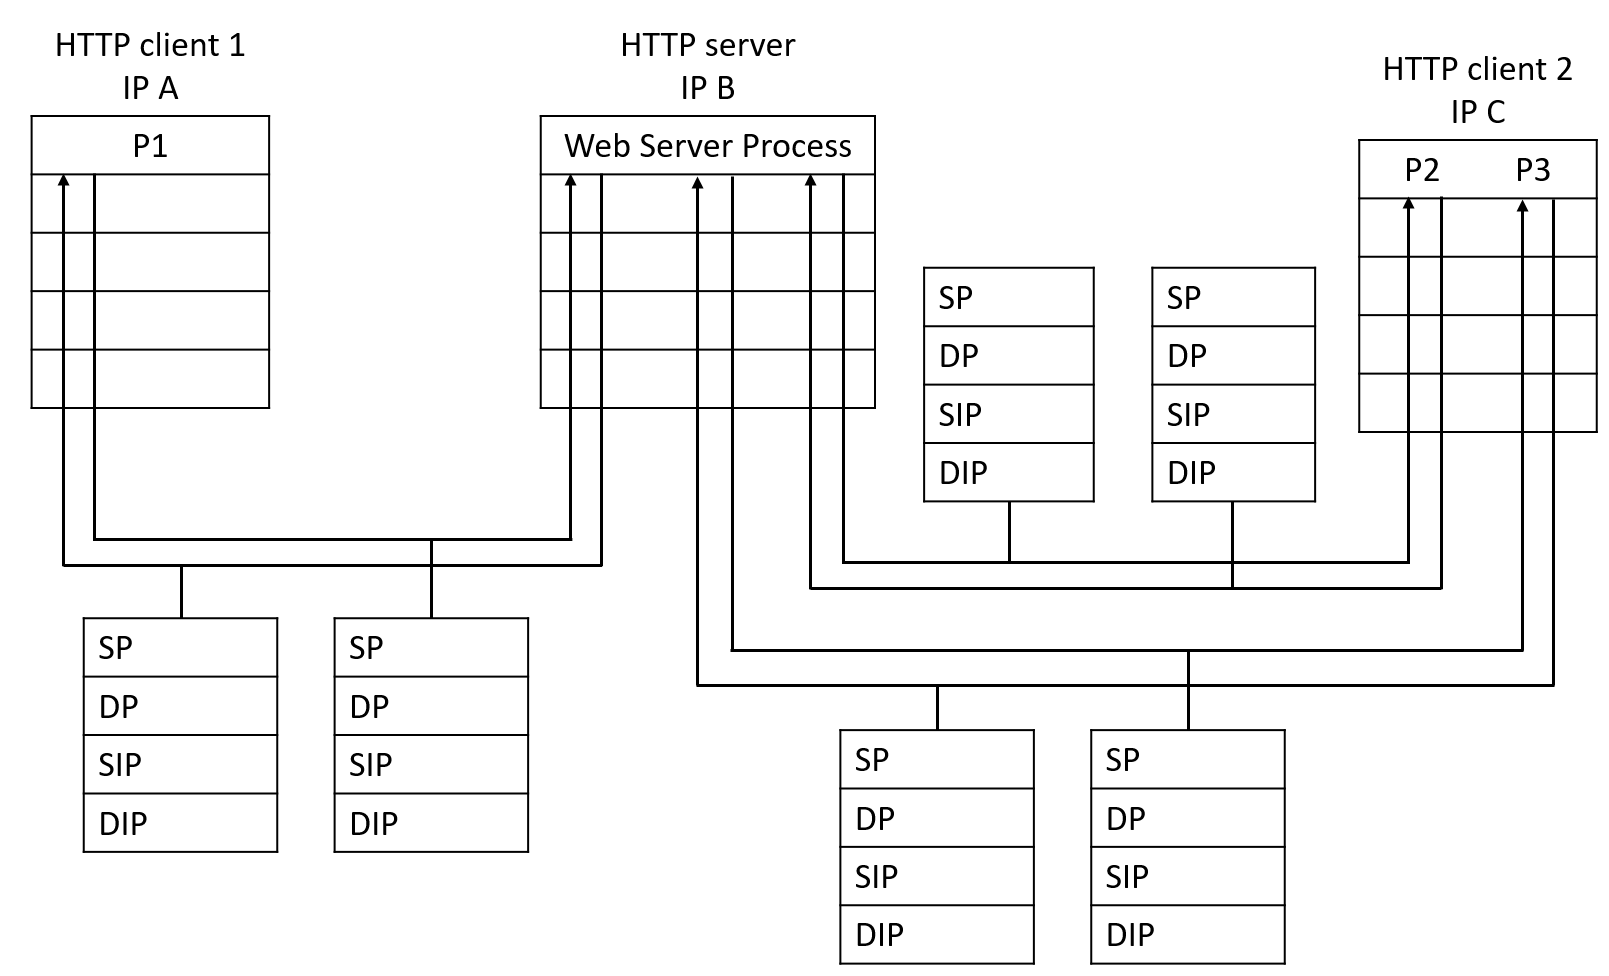 HTTP client 1
IP A
P1
HTTP server
IP B
Web Server Process
HTTP client 2
IP C
P2 P3
SP
DP
SIP
DIP
SP
DP
SIP
DIP
SP
DP
SIP
DIP
SP
DP
SIP
DIP
SP
DP
SIP
DIP
SP
DP
SIP
DIP